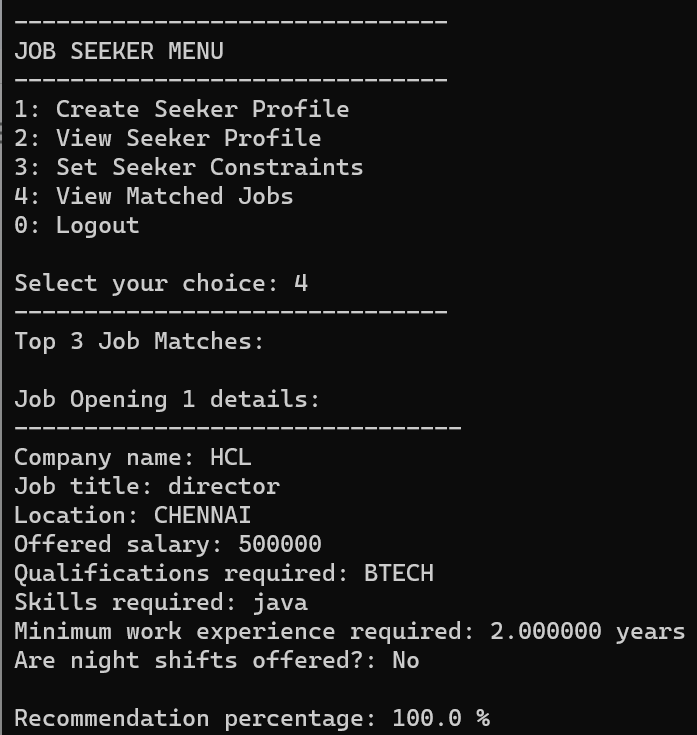 -------------------------------
JOB SEEKER MENU
-------------------------------
1: Create Seeker Profile
2: View Seeker Profile
3: Set Seeker Constraints
4: View Matched Jobs
0: Logout
Select your choice: 4
-------------------------------
Top 3 Job Matches:
Job Opening 1 details:
--------------------------------
Company name: HCL
Job title: director
Location: CHENNAI
Offered salary: 500000
Qualifications required: BTECH
Skills required: java
Minimum work experience required: 2.000000 years
Are night shifts offered?: No
Recommendation percentage: 100.0 %